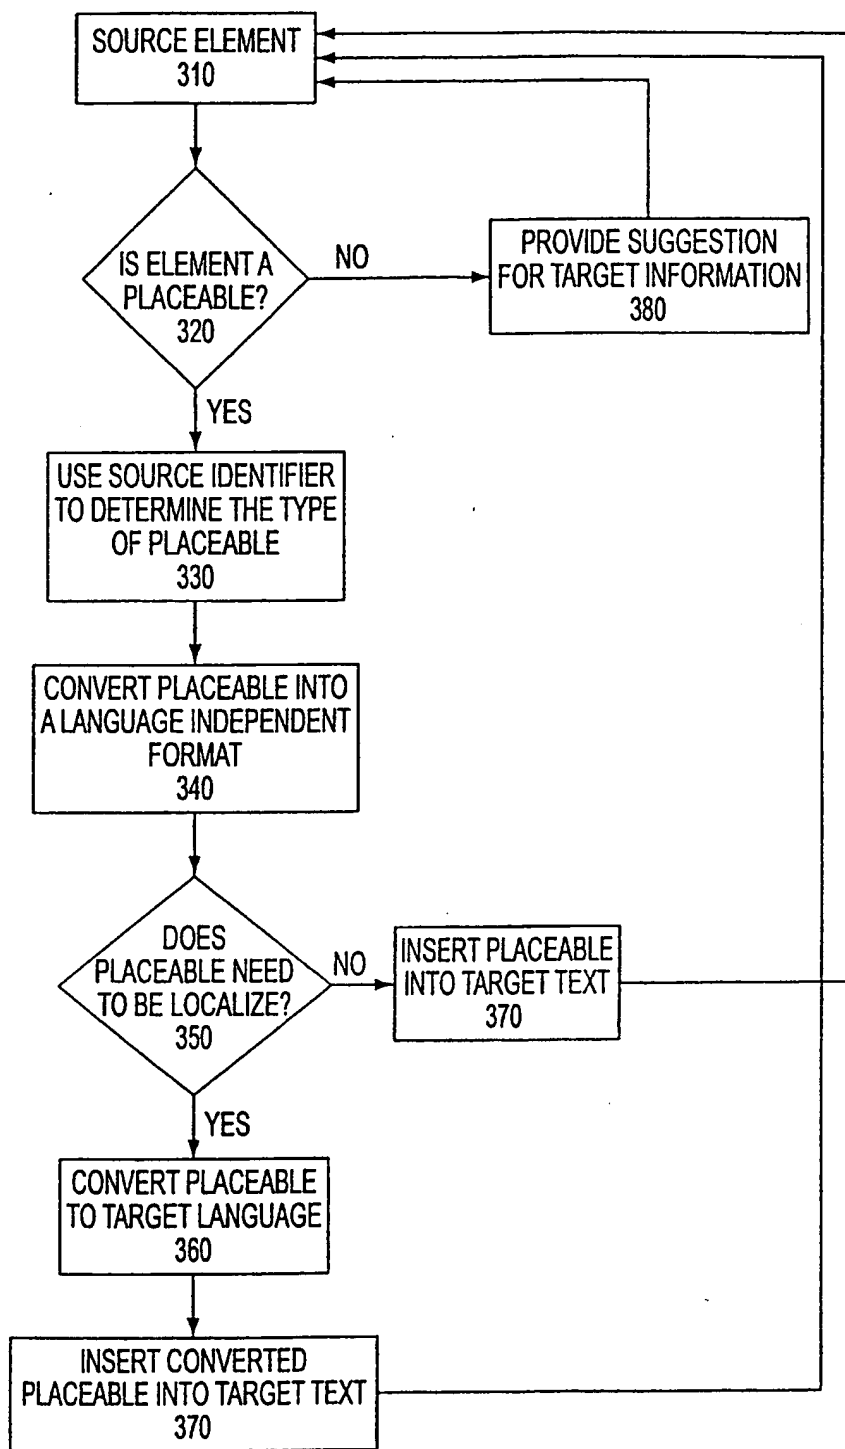 SOURCE ELEMENT
310
IS ELEMENT A
PLACEABLE?
320
NO
PROVIDE SUGGESTION
FOR TARGET INFORMATION
380
YES
USE SOURCE IDENTIFIER
TO DETERMINE THE TYPE
OF PLACEABLE
330
CONVERT PLACEABLE INTO
A LANGUAGE INDEPENDENT
FORMAT
340
DOES
PLACEABLE NEED
TO BE LOCALIZE?
350
NO
INSERT PLACEABLE
INTO TARGET TEXT
370
YES
CONVERT PLACEABLE
TO TARGET LANGUAGE
360
INSERT CONVERTED
PLACEABLE INTO TARGET TEXT
370